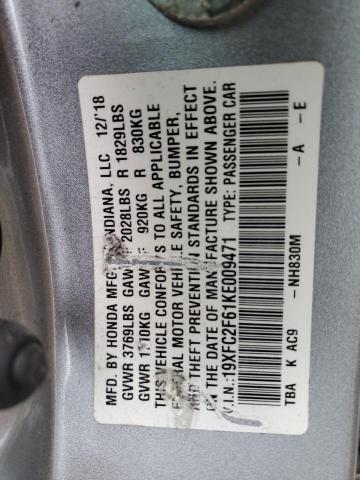 MFD. BY HONDA MFG. INDIANA, LLC 12/'18
GVWR 3769LBS GAWR F 2028LBS R 1829LBS
GVWR 1710KG GAWR F 920KG R 830KG
THIS VEHICLE CONFORMS TO ALL APPLICABLE
FEDERAL MOTOR VEHICLE SAFETY, BUMPER,
AND THEFT PREVENTION STANDARDS IN EFFECT
ON THE DATE OF MANUFACTURE SHOWN ABOVE.
V.I.N.: 19XFC2F61KE009471 TYPE: PASSENGER CAR
TBA K AC9 -NH830M -A -E